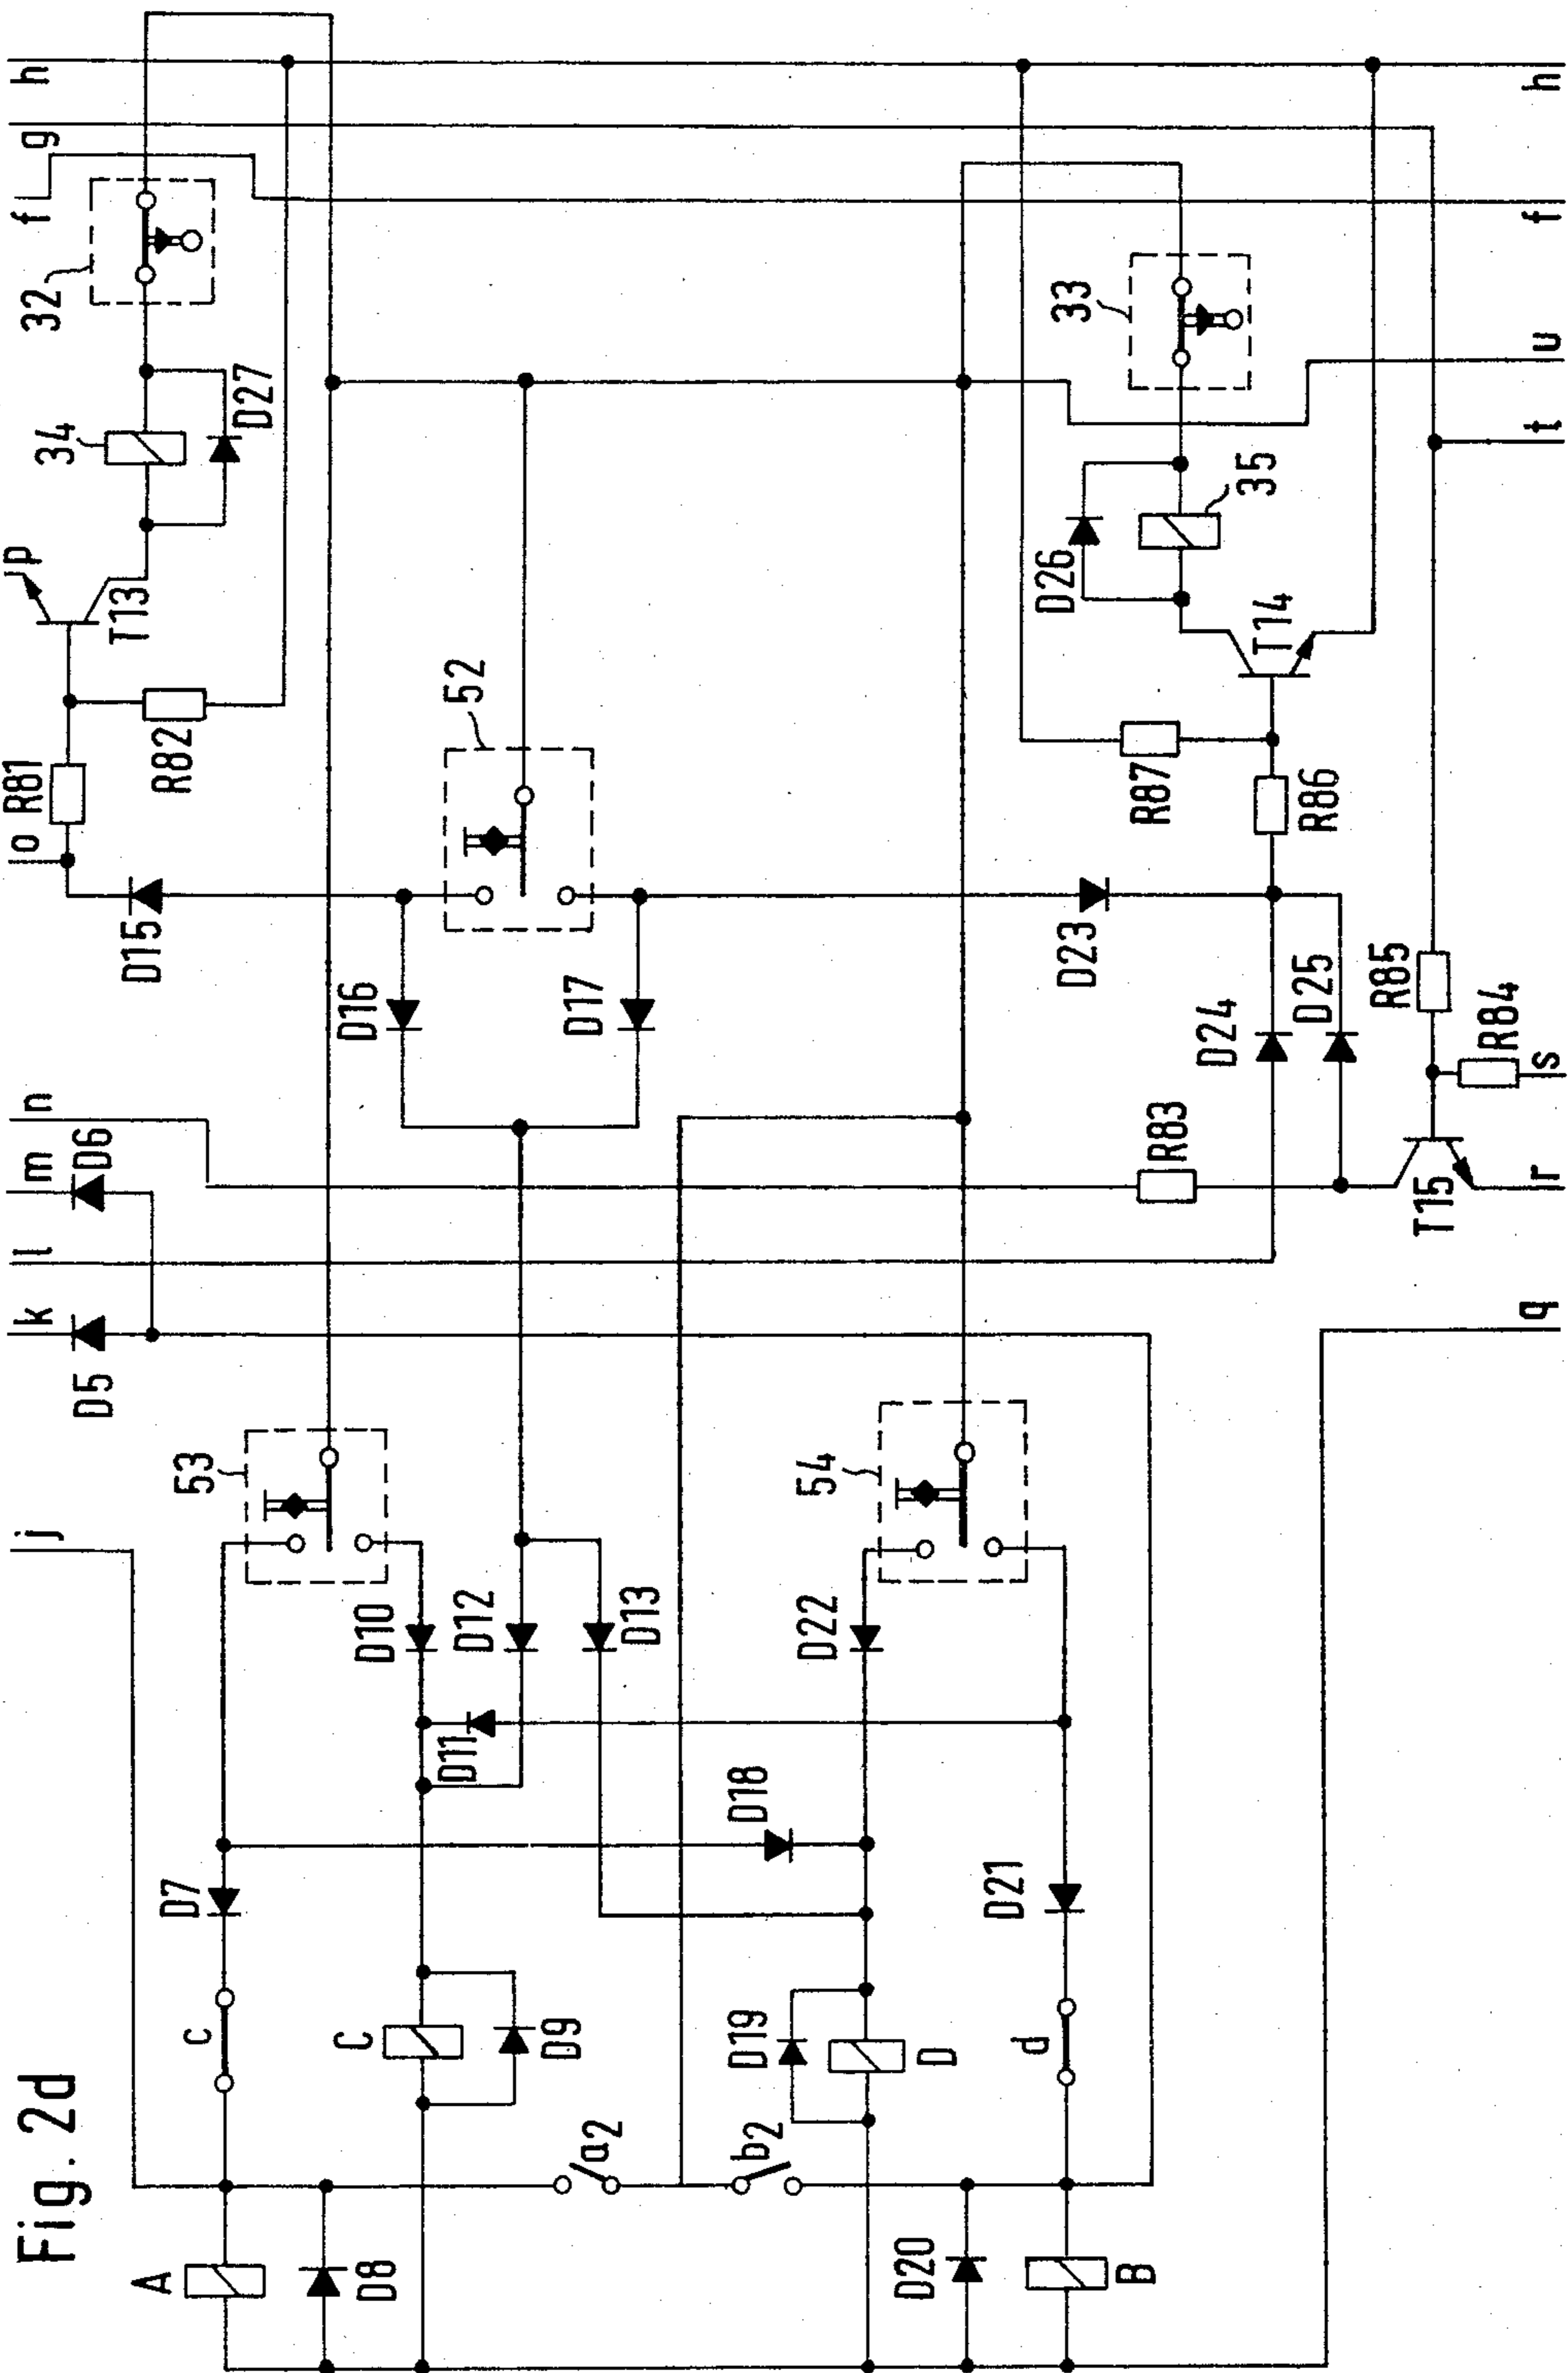 Fig. 2d
j
k
l
m
n
o
p
f
g
h
D5
D6
R81
R82
T13
34
D27
32
53
D15
D16
D17
52
D7
c
A
D8
C
D9
D10
D11
D12
D13
a2
b2
D18
D19
D
D20
B
d
D21
D22
54
D23
D24
D25
R83
R84
R85
R86
R87
T14
T15
D26
35
33
q
r
s
t
u
f
h